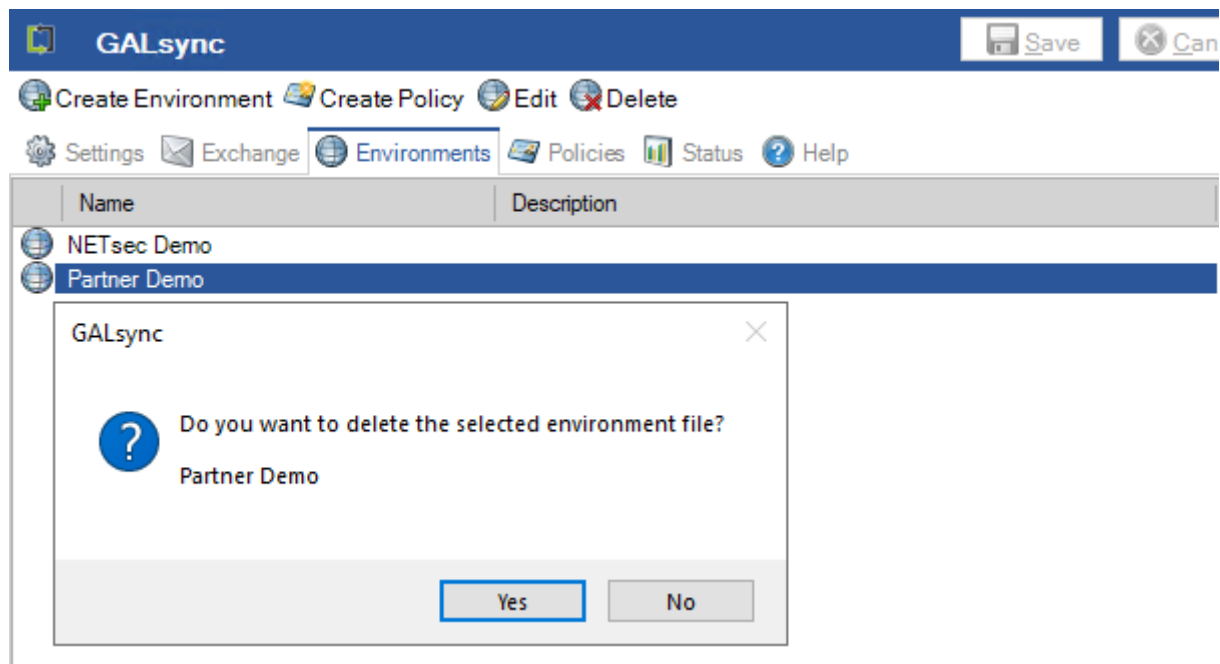 GALsync Save Can
Create Environment Create Policy Edit Delete
Settings Exchange Environments Policies Status ? Help
Name Description
NETsec Demo
Partner Demo
GALsync
? Do you want to delete the selected environment file?
Partner Demo
Yes No